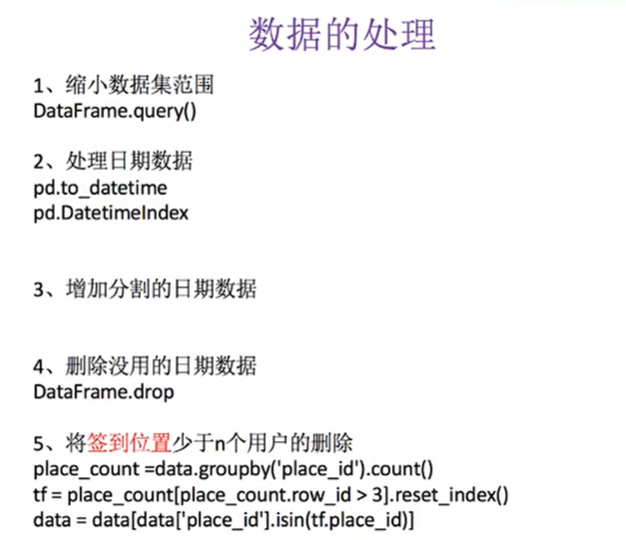 数据的处理
1、缩小数据集范围
DataFrame.query()
2、处理日期数据
pd.to_datetime
pd.DatetimeIndex
3、增加分割的日期数据
4、删除没用的日期数据
DataFrame.drop
5、将签到位置少于n个用户的删除
place_count =data.groupby('place_id').count()
tf = place_count[place_count.row_id > 3].reset_index()
data = data[data['place_id'].isin(tf.place_id)]